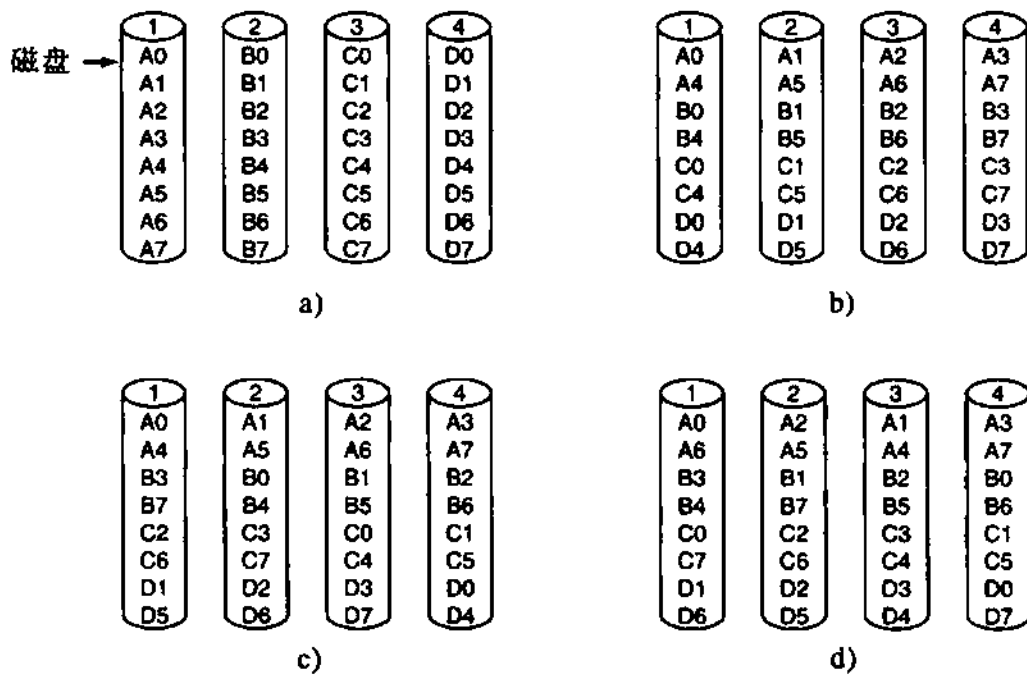 1 2 3 4 1 2 3 4
磁盘 A0 B0 C0 D0 A0 A1 A2 A3
A1 B1 C1 D1 A4 A5 A6 A7
A2 B2 C2 D2 B0 B1 B2 B3
A3 B3 C3 D3 B4 B5 B6 B7
A4 B4 C4 D4 C0 C1 C2 C3
A5 B5 C5 D5 C4 C5 C6 C7
A6 B6 C6 D6 D0 D1 D2 D3
A7 B7 C7 D7 D4 D5 D6 D7
a) b)
1 2 3 4 1 2 3 4
A0 A1 A2 A3 A0 A2 A1 A3
A4 A5 A6 A7 A6 A5 A4 A7
B3 B0 B1 B2 B3 B1 B2 B0
B7 B4 B5 B6 B4 B7 B5 B6
C2 C3 C0 C1 C0 C2 C3 C1
C6 C7 C4 C5 C7 C6 C4 C5
D1 D2 D3 D0 D1 D2 D3 D0
D5 D6 D7 D4 D6 D5 D4 D7
c) d)